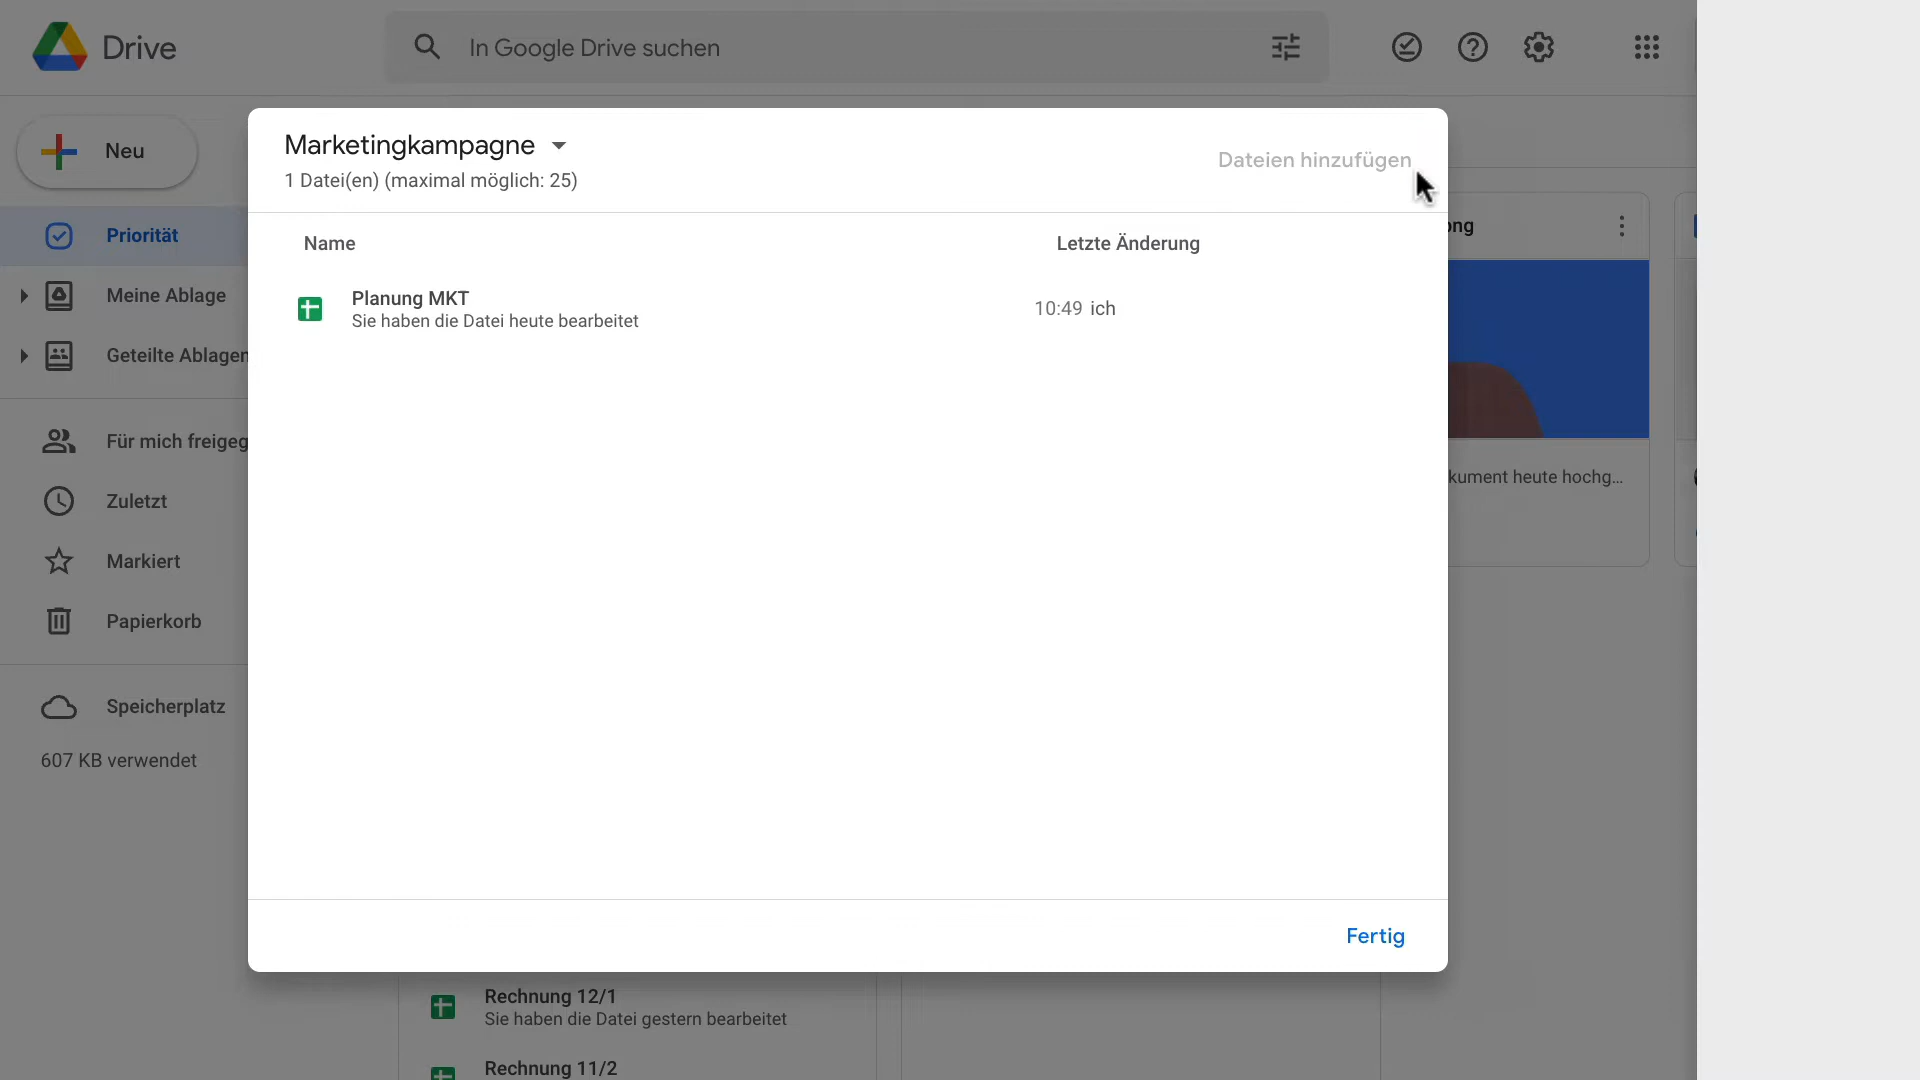 Drive
In Google Drive suchen
Neu
Marketingkampagne
1 Datei(en) (maximal möglich: 25)
Dateien hinzufügen
Priorität
Name
Letzte Änderung
Meine Ablage
Planung MKT
Sie haben die Datei heute bearbeitet
10:49 ich
Geteilte Ablagen
Für mich freigeg
kument heute hochg...
Zuletzt
Markiert
Papierkorb
Speicherplatz
607 KB verwendet
Fertig
Rechnung 12/1
Sie haben die Datei gestern bearbeitet
Rechnung 11/2